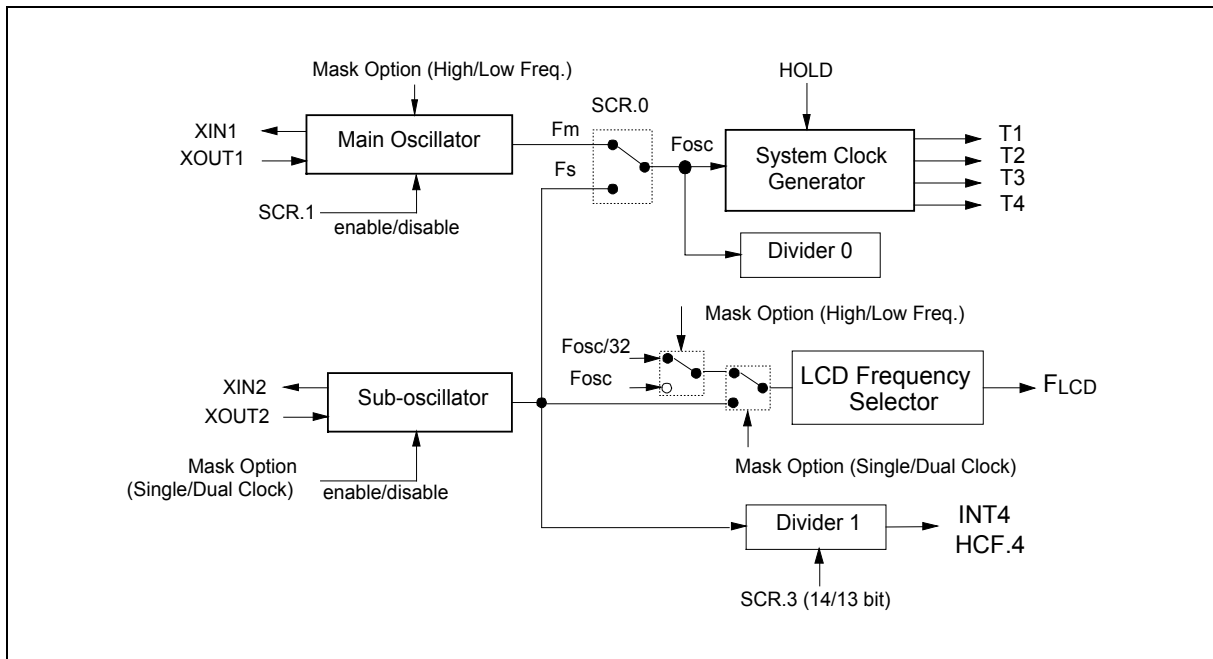 Mask Option (High/Low Freq.)
HOLD
SCR.0
XIN1
XOUT1
Main Oscillator
Fm
Fosc
System Clock
Generator
T1
T2
T3
T4
Fs
SCR.1
enable/disable
Divider 0
Mask Option (High/Low Freq.)
Fosc/32
Fosc
XIN2
XOUT2
Sub-oscillator
LCD Frequency
Selector
FLCD
Mask Option
(Single/Dual Clock)
enable/disable
Mask Option (Single/Dual Clock)
Divider 1
INT4
HCF.4
SCR.3 (14/13 bit)